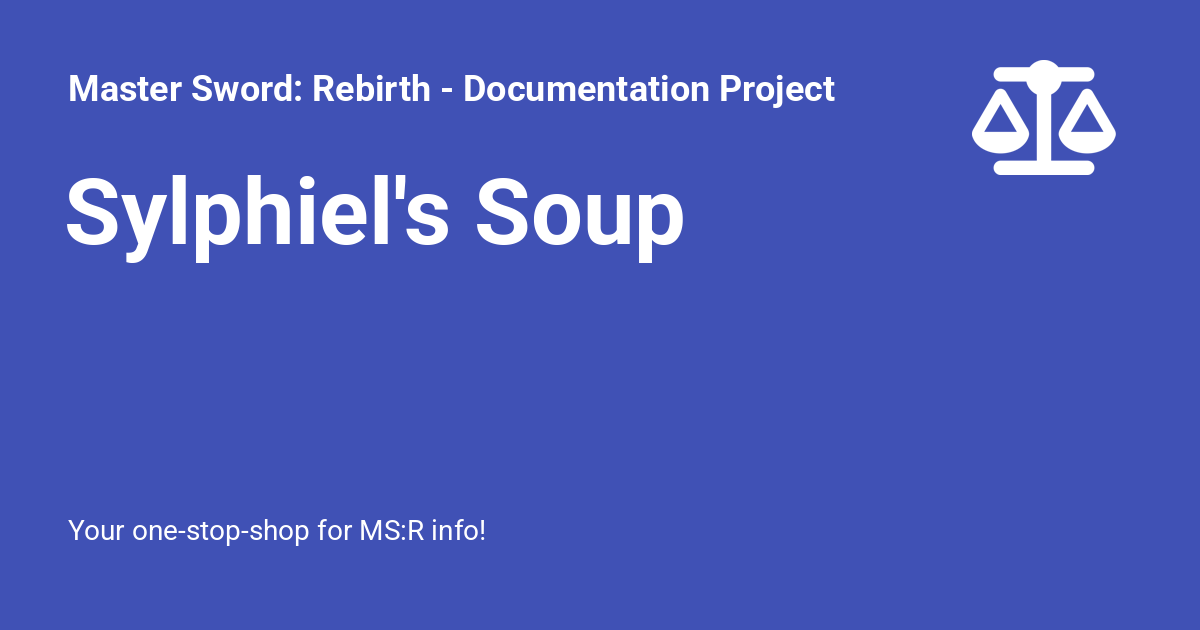 Master Sword: Rebirth - Documentation Project
Sylphiel's Soup
Your one-stop-shop for MS:R info!